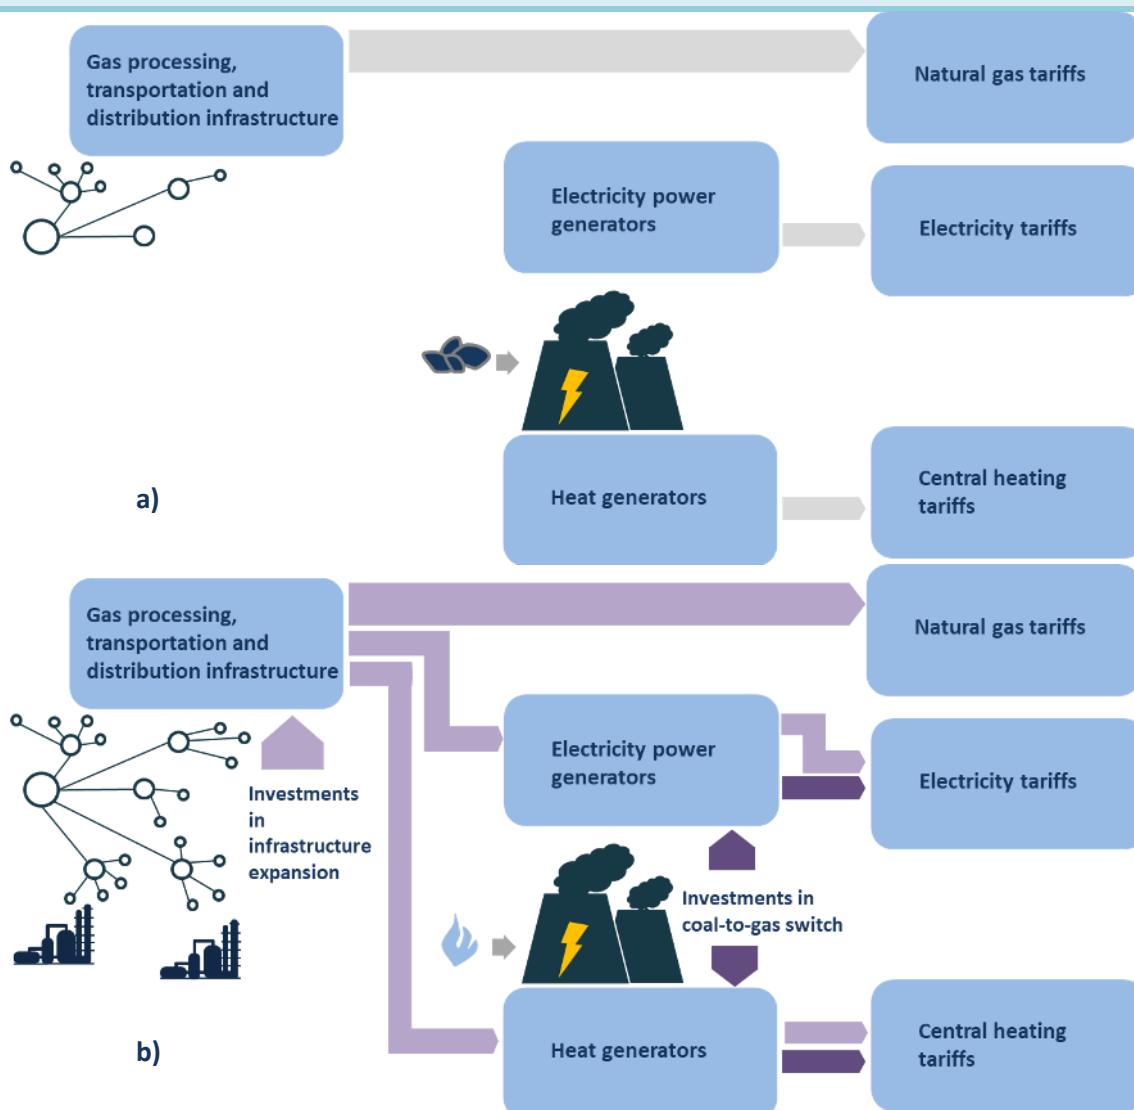 Gas processing,
transportation and
distribution infrastructure
Natural gas tariffs
Electricity power
generators
Electricity tariffs
a)
Heat generators
Central heating
tariffs
Gas processing,
transportation and
distribution infrastructure
Natural gas tariffs
Electricity power
generators
Electricity tariffs
Investments
in
infrastructure
expansion
Investments in
coal-to-gas switch
b)
Heat generators
Central heating
tariffs